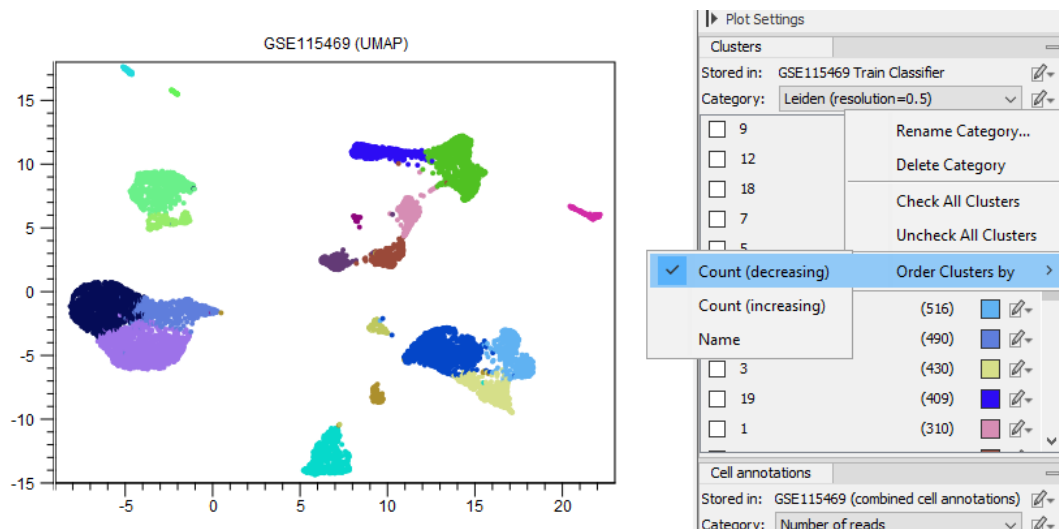 GSE115469 (UMAP)
15
10
5
0
-5
-10
-15
-5
0
5
10
15
20
Plot Settings
Clusters
Stored in: GSE115469 Train Classifier
Category: Leiden (resolution=0.5)
9
12
18
7
5
Rename Category...
Delete Category
Check All Clusters
Uncheck All Clusters
Order Clusters by
Count (decreasing)
Count (increasing)
Name
(516)
(490)
3 (430)
19 (409)
1 (310)
Cell annotations
Stored in: GSE115469 (combined cell annotations)
Category: Number of reads